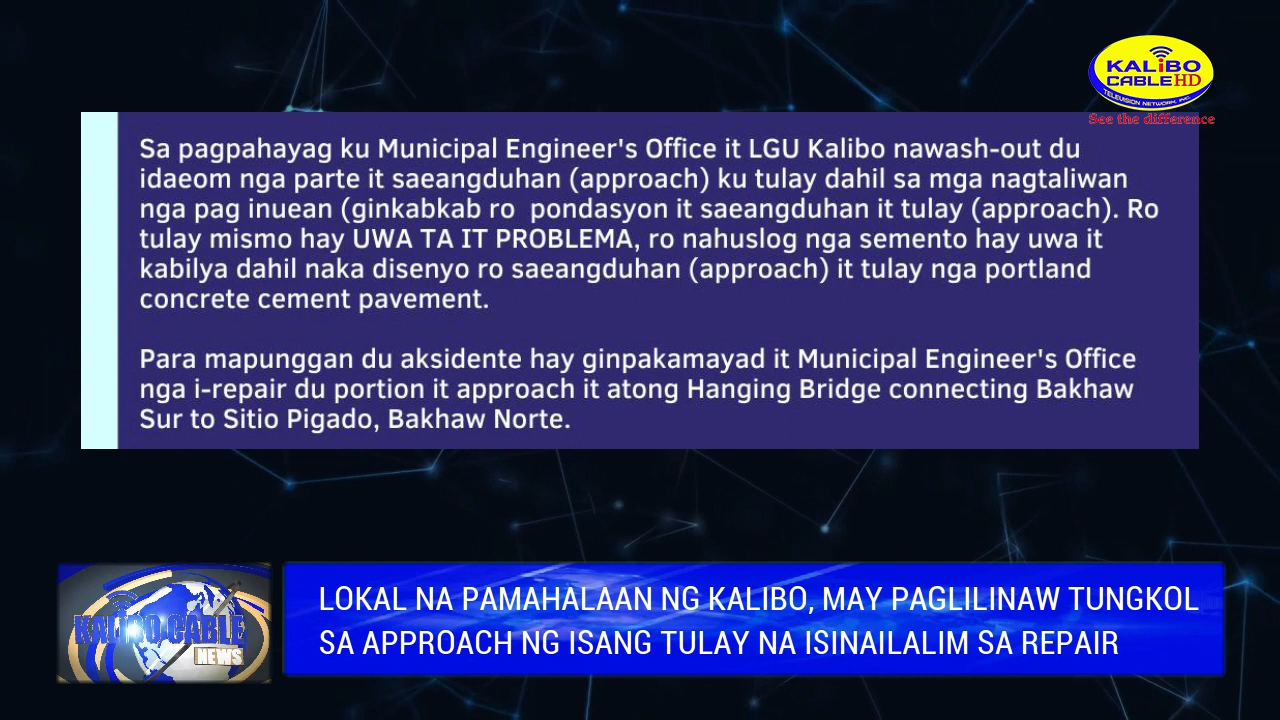 KALiBO
CABLE HD
TELEVISION NETWORK, INC.
See the difference
Sa pagpahayag ku Municipal Engineer's Office it LGU Kalibo nawash-out du
idaeom nga parte it saeangduhan (approach) ku tulay dahil sa mga nagtaliwan
nga pag inuean (ginkabkab ro  pondasyon it saeangduhan it tulay (approach). Ro
tulay mismo hay UWA TA IT PROBLEMA, ro nahuslog nga semento hay uwa it
kabilya dahil naka disenyo ro saeangduhan (approach) it tulay nga portland
concrete cement pavement.
Para mapunggan du aksidente hay ginpakamayad it Municipal Engineer's Office
nga i-repair du portion it approach it atong Hanging Bridge connecting Bakhaw
Sur to Sitio Pigado, Bakhaw Norte.
KALIBO CABLE
NEWS
LOKAL NA PAMAHALAAN NG KALIBO, MAY PAGLILINAW TUNGKOL
SA APPROACH NG ISANG TULAY NA ISINAILALIM SA REPAIR